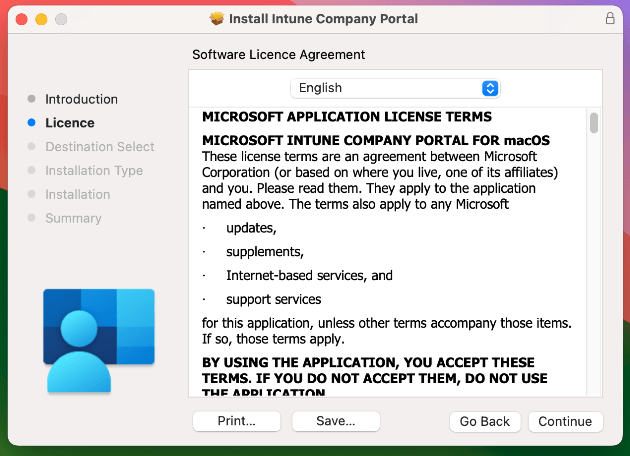 Install Intune Company Portal
Software Licence Agreement
Introduction
Licence
Destination Select
Installation Type
Installation
Summary
English
MICROSOFT APPLICATION LICENSE TERMS
MICROSOFT INTUNE COMPANY PORTAL FOR macOS
These license terms are an agreement between Microsoft
Corporation (or based on where you live, one of its affiliates)
and you. Please read them. They apply to the application
named above. The terms also apply to any Microsoft
· updates,
· supplements,
· Internet-based services, and
· support services
for this application, unless other terms accompany those items.
If so, those terms apply.
BY USING THE APPLICATION, YOU ACCEPT THESE
TERMS. IF YOU DO NOT ACCEPT THEM, DO NOT USE
THE APPLICATION
Print...
Save...
Go Back
Continue